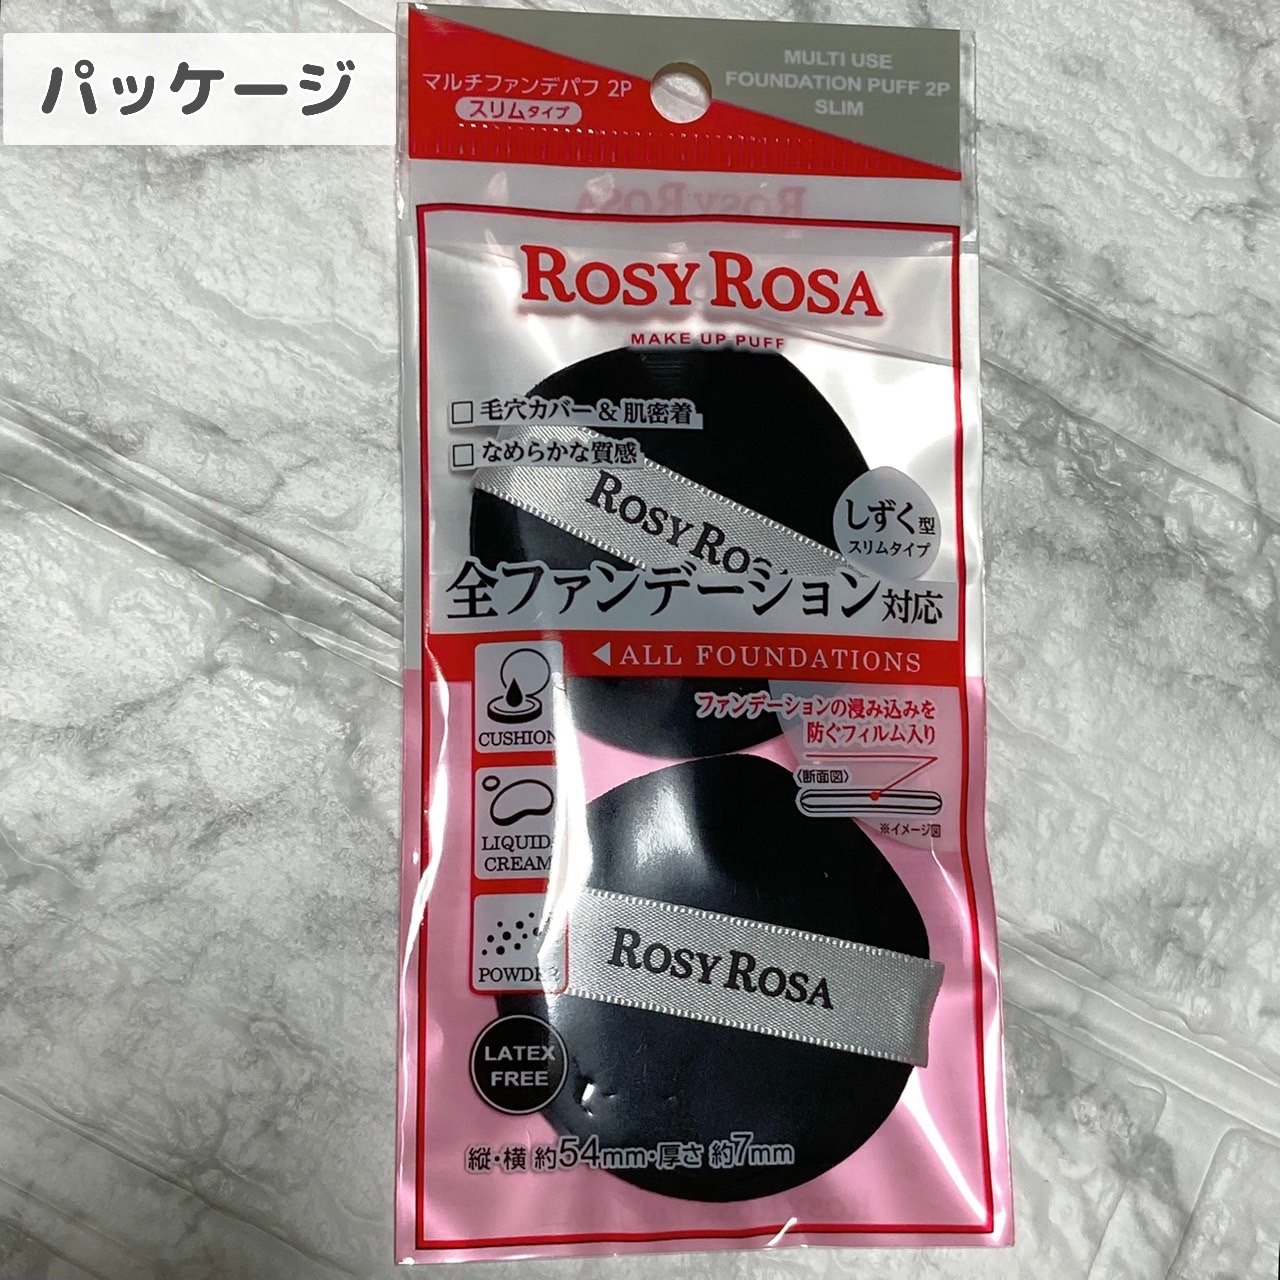 パッケージ
マルチファンデパフ 2P
スリムタイプ
MULTI USE
FOUNDATION PUFF 2P
SLIM
ROSY ROSA
ROSY ROSA
MAKE UP PUFF
□ 毛穴カバー & 肌密着
□ なめらかな質感
ROSY ROSA
しずく型
スリムタイプ
全ファンデーション対応
◀ALL FOUNDATIONS
CUSHION
ファンデーションの浸み込みを
防ぐフィルム入り
〈断面図〉
※イメージ図
LIQUID
CREAM
POWDER
ROSY ROSA
LATEX
FREE
縦・横 約54mm・厚さ 約7mm